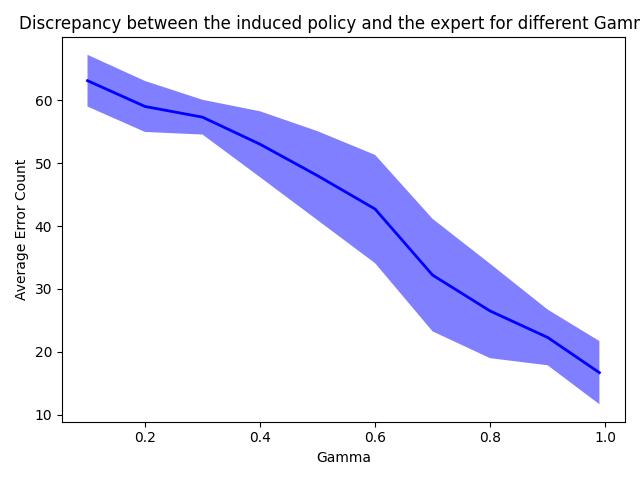 Discrepancy between the induced policy and the expert for different Gamm
Average Error Count
60
50
40
30
20
10
0.2 0.4 0.6 0.8 1.0
Gamma